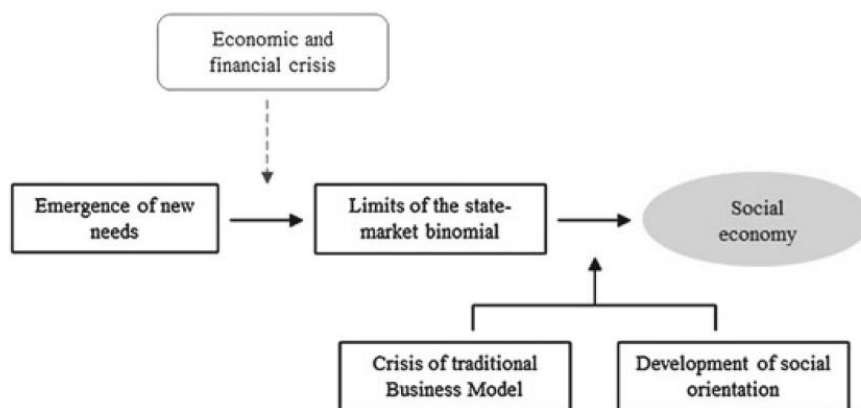 Economic and
financial crisis
Emergence of new
needs
Limits of the state-
market binomial
Social
economy
Crisis of traditional
Business Model
Development of social
orientation